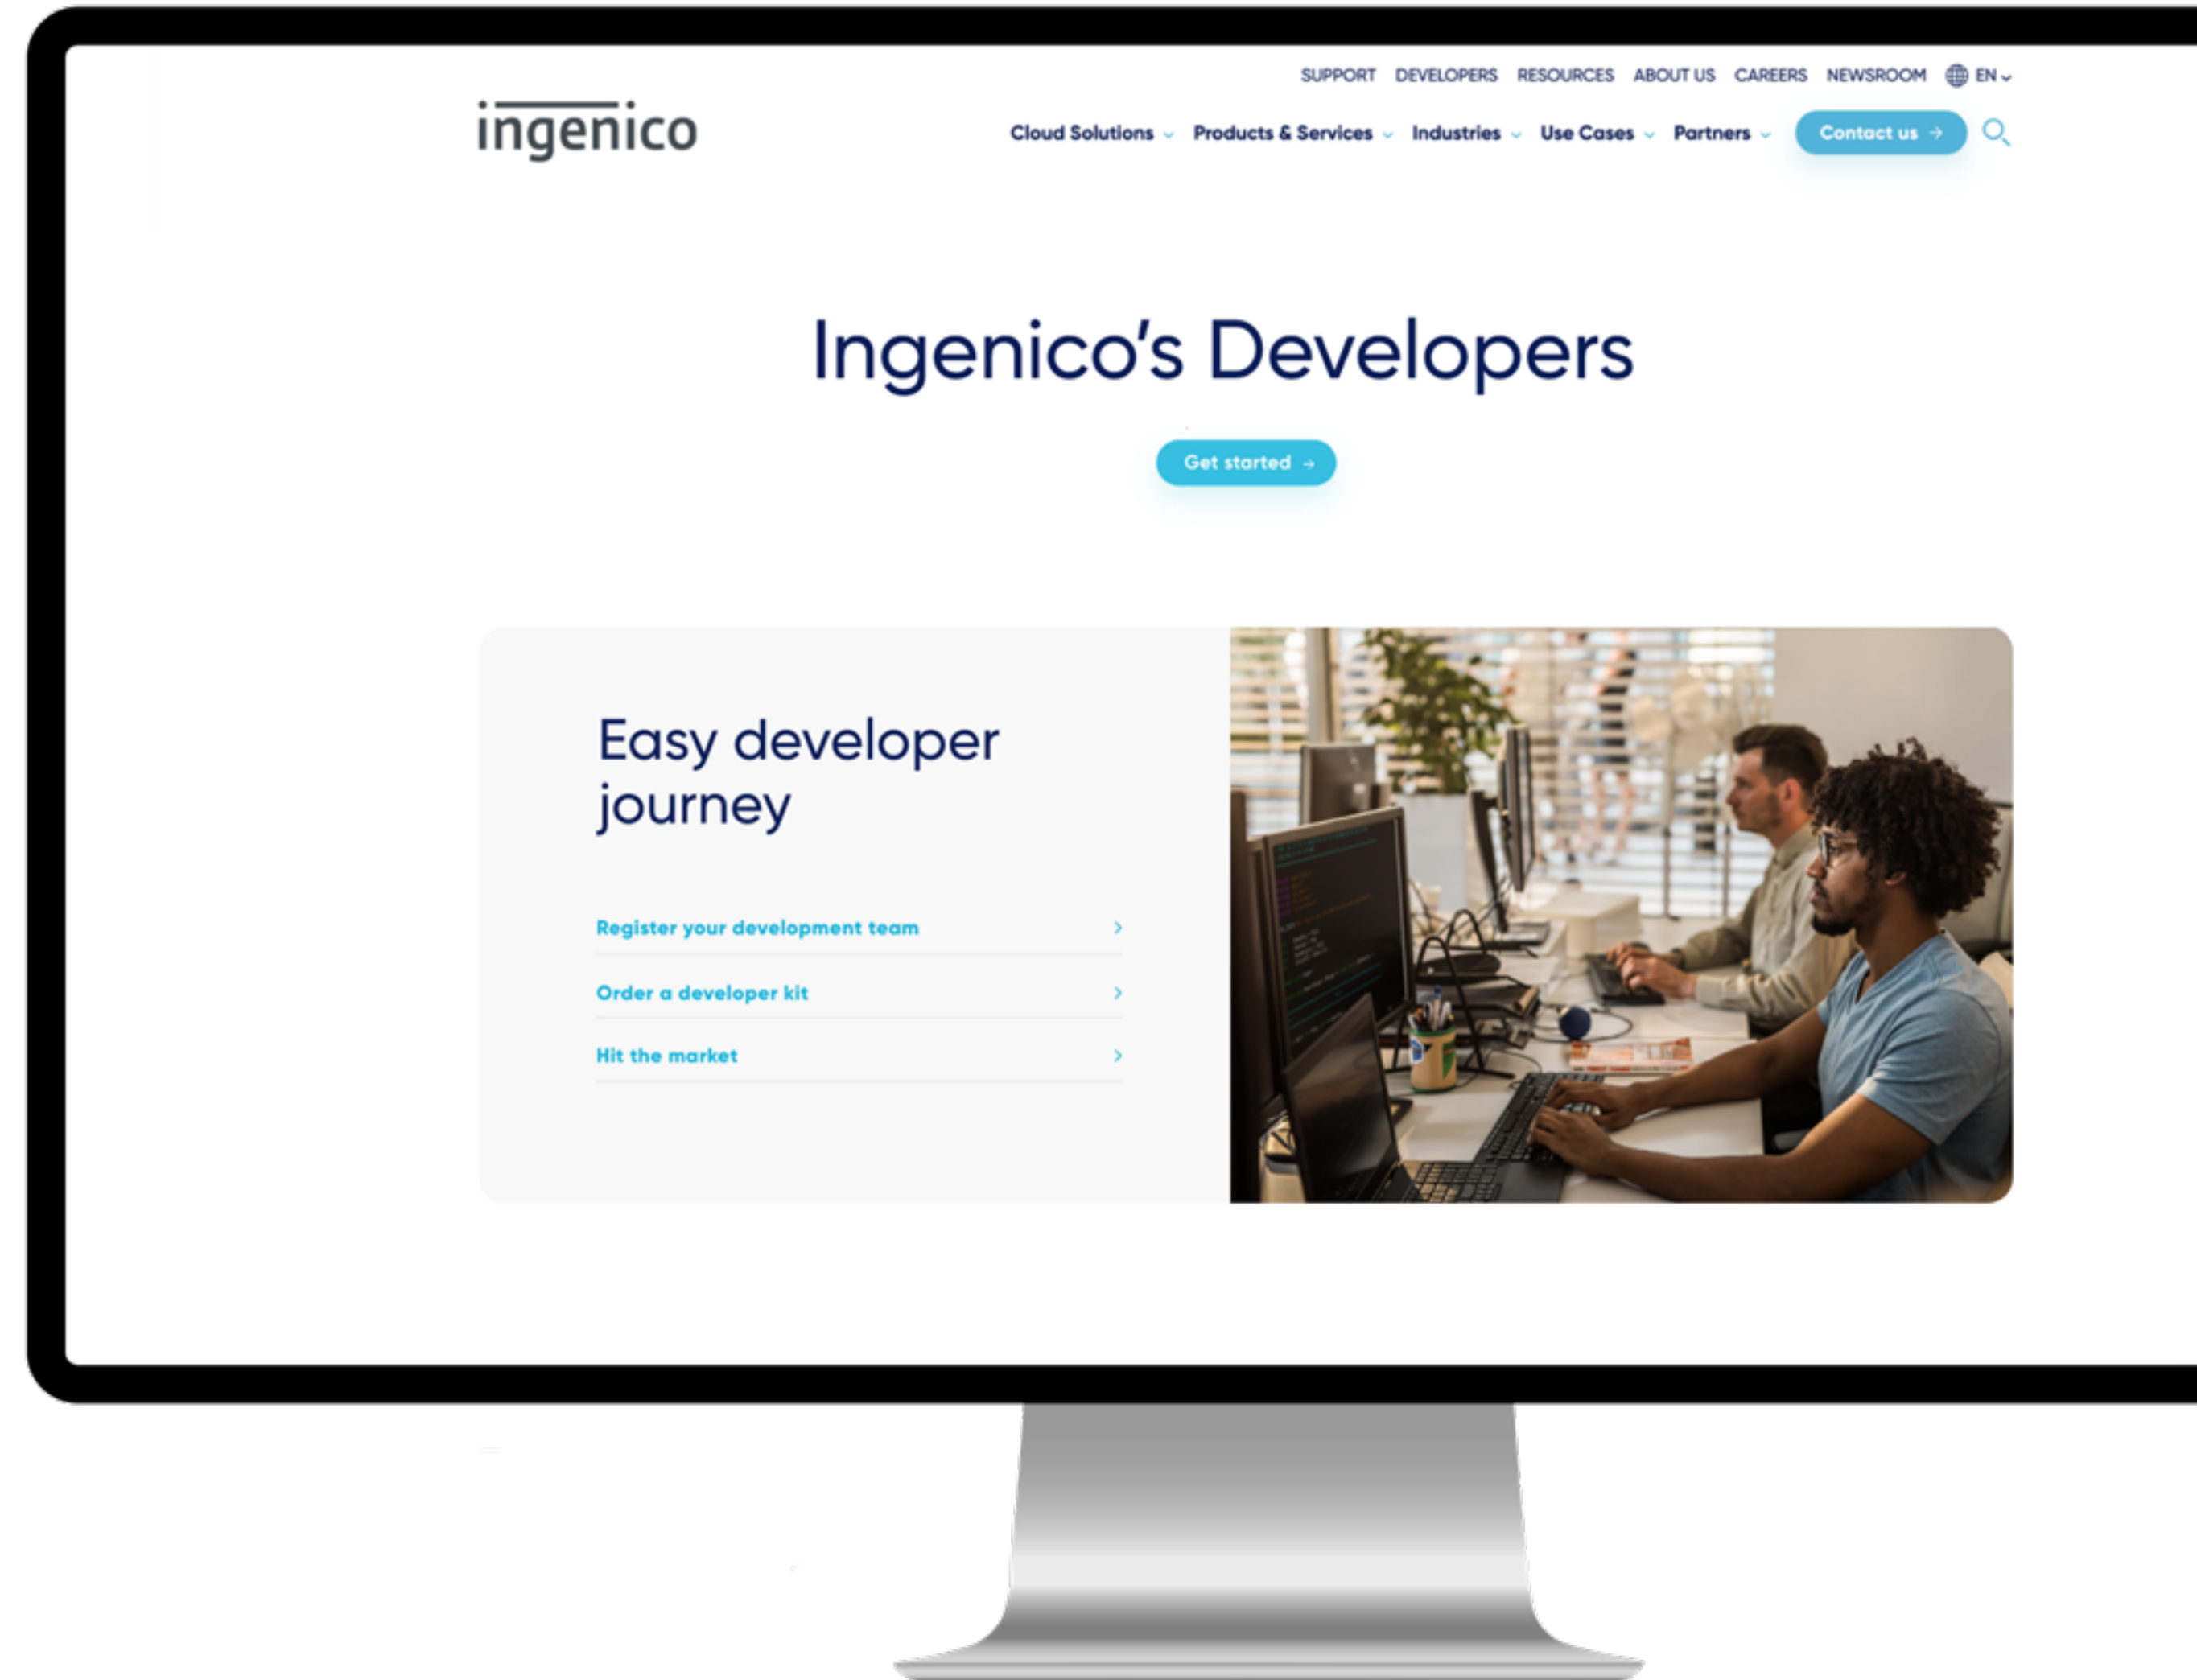 SUPPORT DEVELOPERS RESOURCES ABOUT US CAREERS NEWSROOM EN
ingenico
Cloud Solutions Products & Services Industries Use Cases Partners Contact us →
Ingenico's Developers
Get started →
Easy developer
journey
Register your development team
Order a developer kit
Hit the market